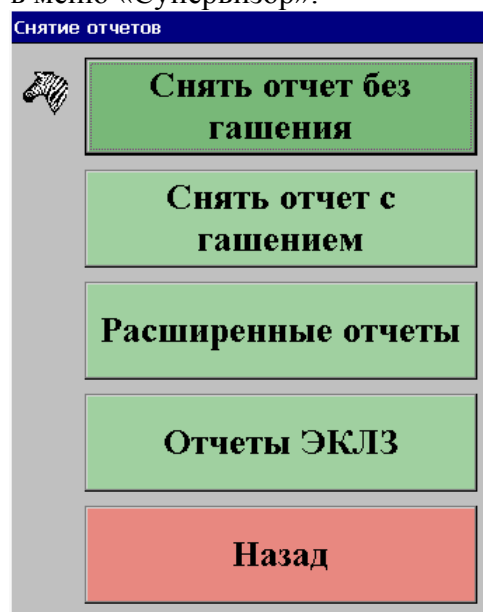 в меню «Супервизор».
Снятие отчетов
Снять отчет без
гашения
Снять отчет с
гашением
Расширенные отчеты
Отчеты ЭКЛЗ
Назад